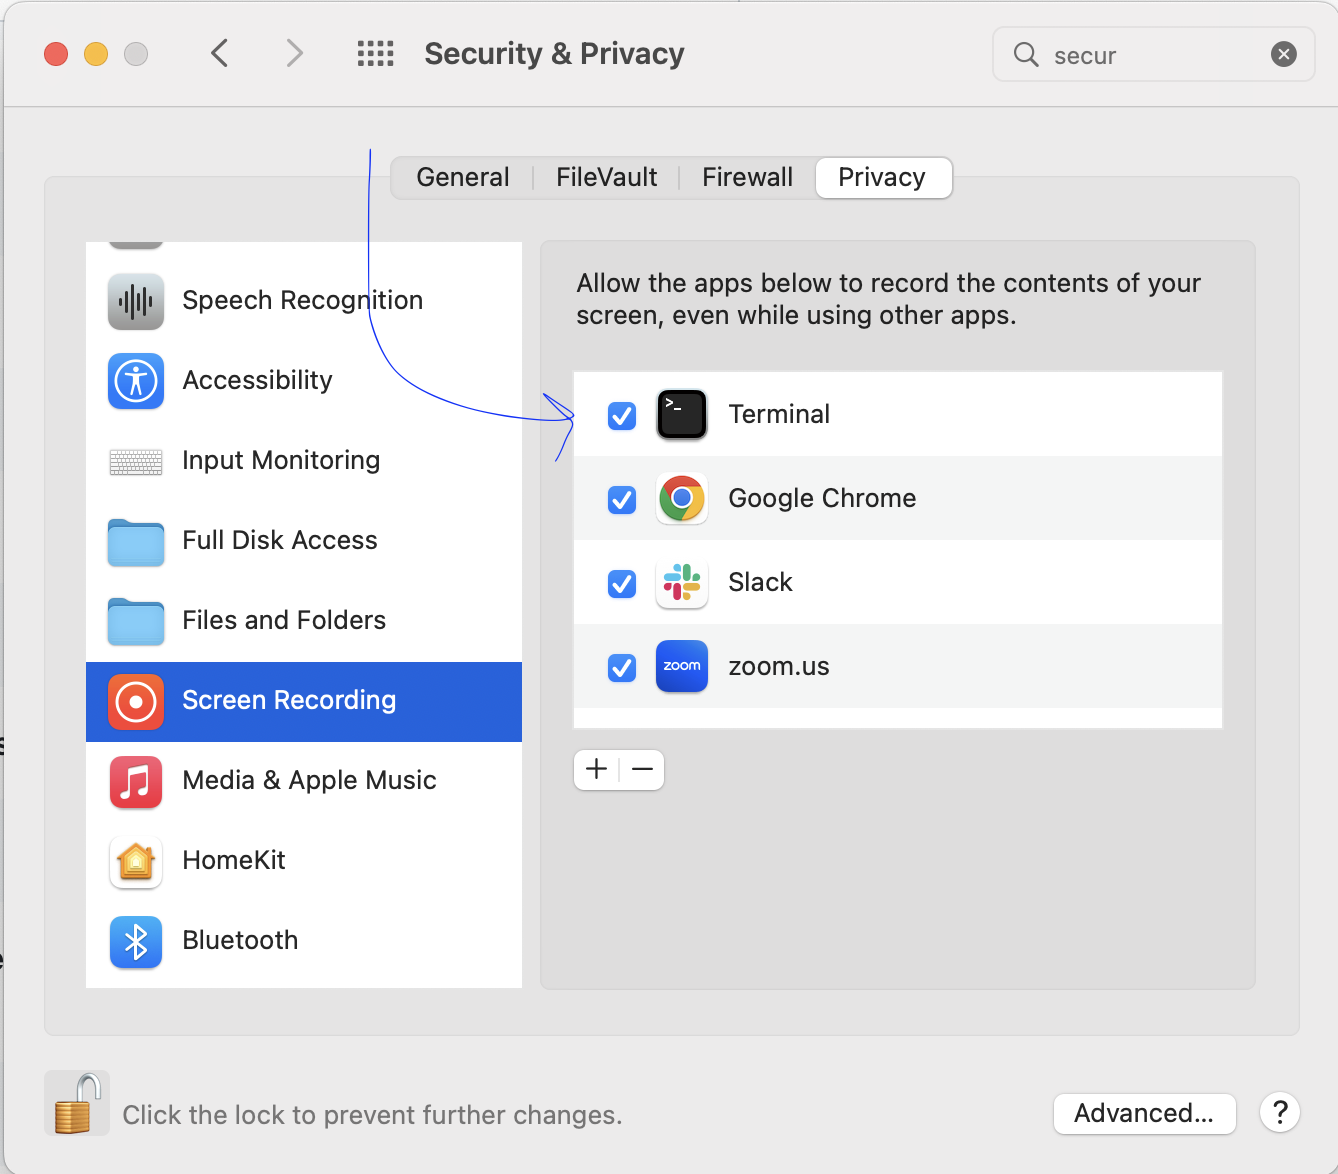 Security & Privacy
secur
General
FileVault
Firewall
Privacy
Speech Recognition
Accessibility
Input Monitoring
Full Disk Access
Files and Folders
Screen Recording
Media & Apple Music
HomeKit
Bluetooth
Allow the apps below to record the contents of your
screen, even while using other apps.
>_
Terminal
Google Chrome
Slack
zoom
zoom.us
+
−
Click the lock to prevent further changes.
Advanced...
?